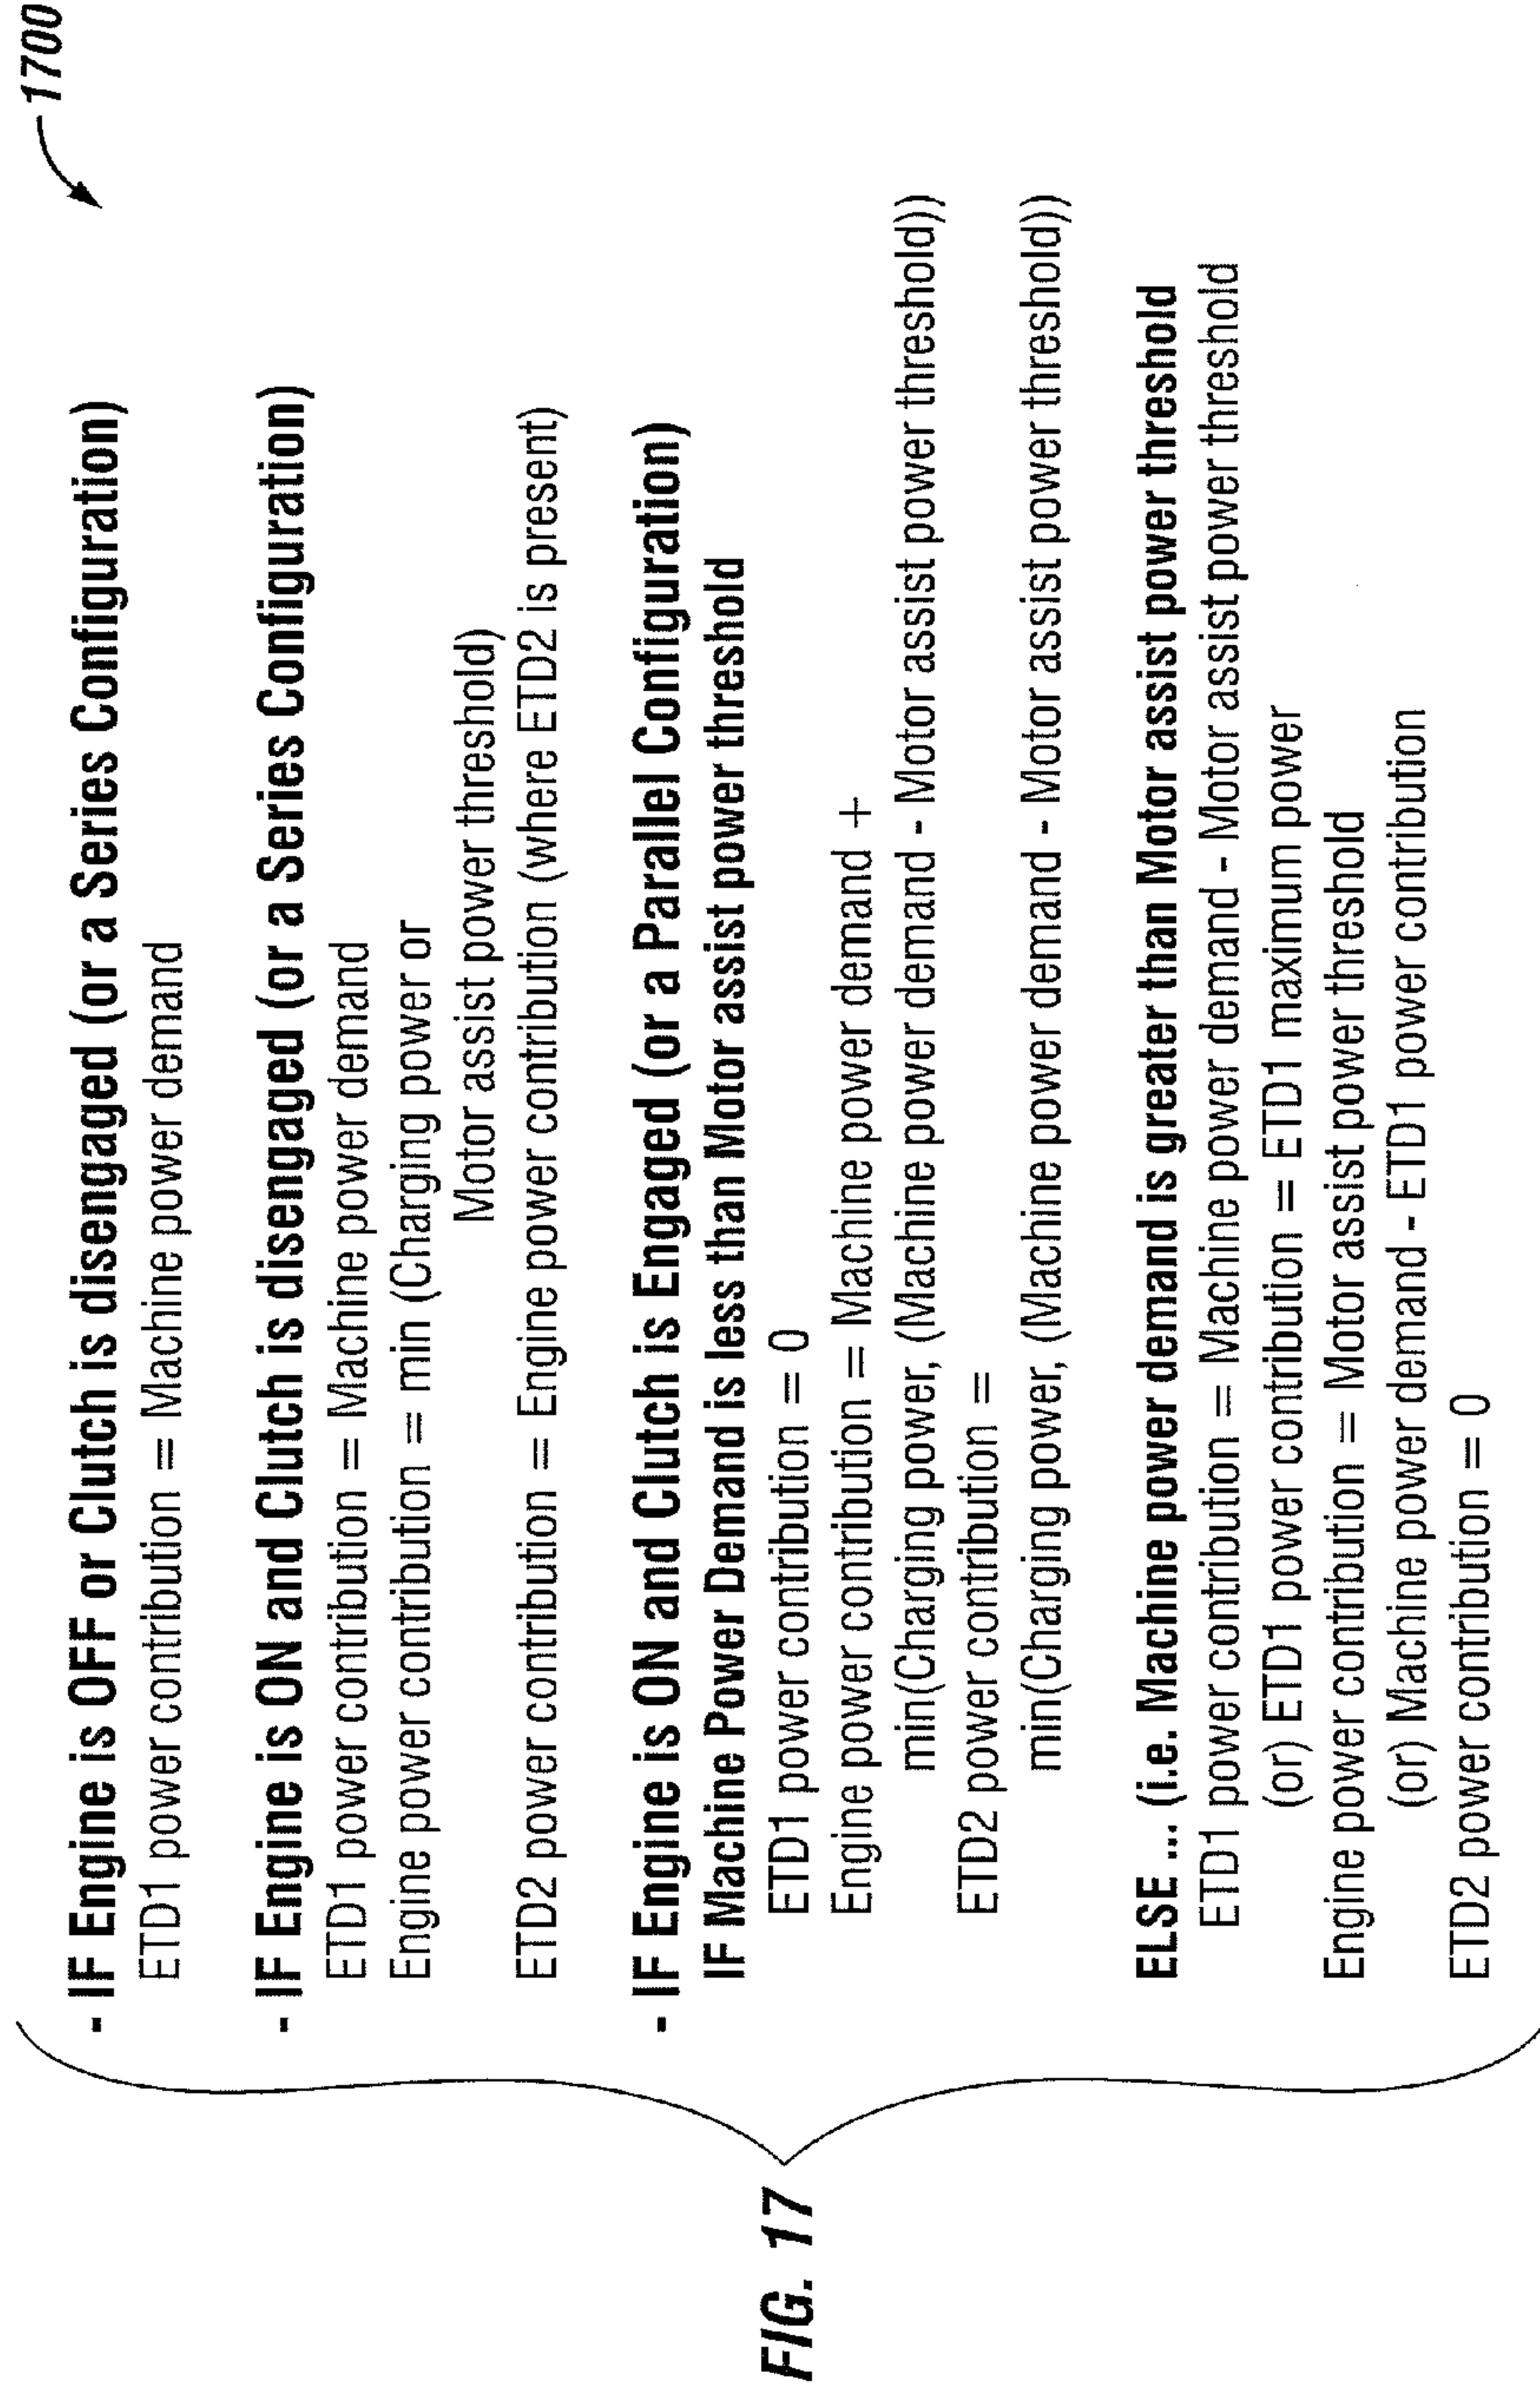 1700
- IF Engine is OFF or Clutch is disengaged (or a Series Configuration)
ETD1 power contribution = Machine power demand
- IF Engine is ON and Clutch is disengaged (or a Series Configuration)
ETD1 power contribution = Machine power demand
Engine power contribution = min (Charging power or
Motor assist power threshold)
ETD2 power contribution = Engine power contribution (where ETD2 is present)
- IF Engine is ON and Clutch is Engaged (or a Parallel Configuration)
IF Machine Power Demand is less than Motor assist power threshold
ETD1 power contribution = 0
Engine power contribution = Machine power demand +
min(Charging power, (Machine power demand - Motor assist power threshold))
ETD2 power contribution =
min(Charging power, (Machine power demand - Motor assist power threshold))
ELSE ... (i.e. Machine power demand is greater than Motor assist power threshold
ETD1 power contribution = Machine power demand - Motor assist power threshold
(or) ETD1 power contribution = ETD1 maximum power
Engine power contribution = Motor assist power threshold
(or) Machine power demand - ETD1 power contribution
ETD2 power contribution = 0
FIG. 17